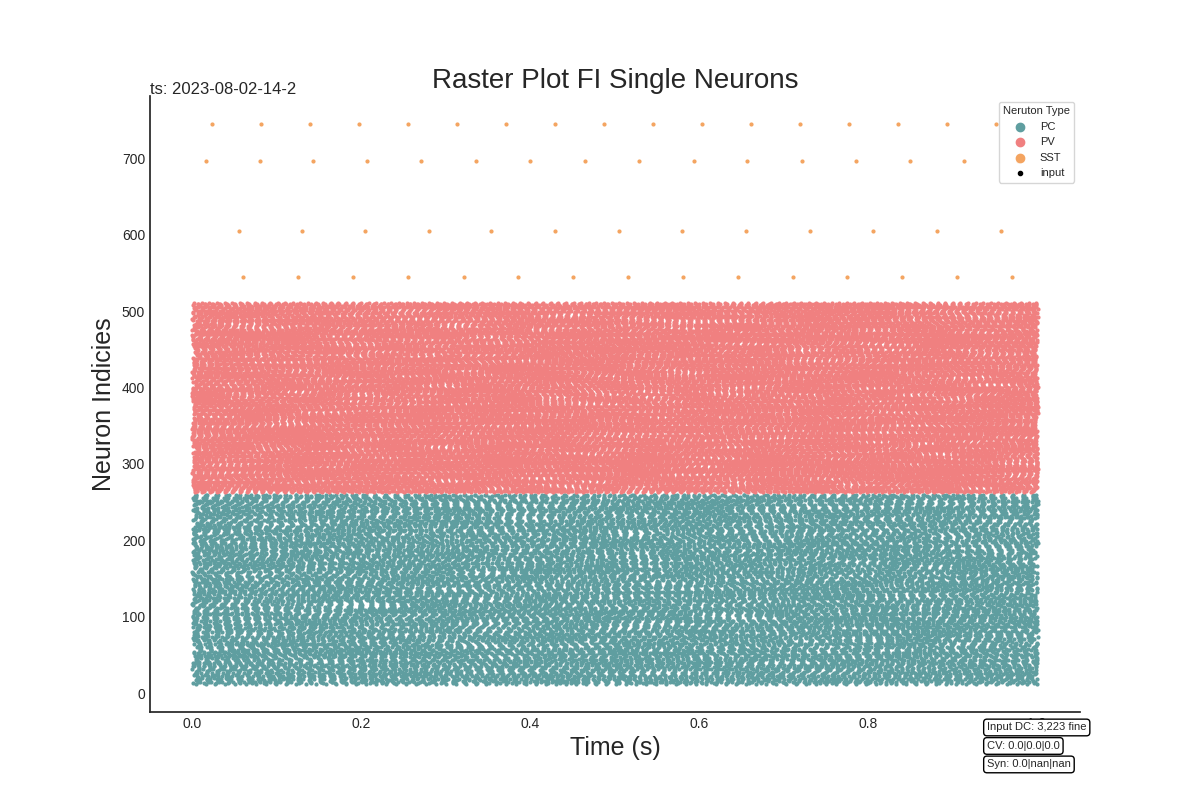 Raster Plot FI Single Neurons
ts: 2023-08-02-14-2
Neruton Type
PC
PV
SST
input
700
600
500
400
300
200
100
0
Neuron Indicies
0.0 0.2 0.4 0.6 0.8
Time (s)
Input DC: 3,223 fine
CV: 0.0|0.0|0.0
Syn: 0.0|nan|nan